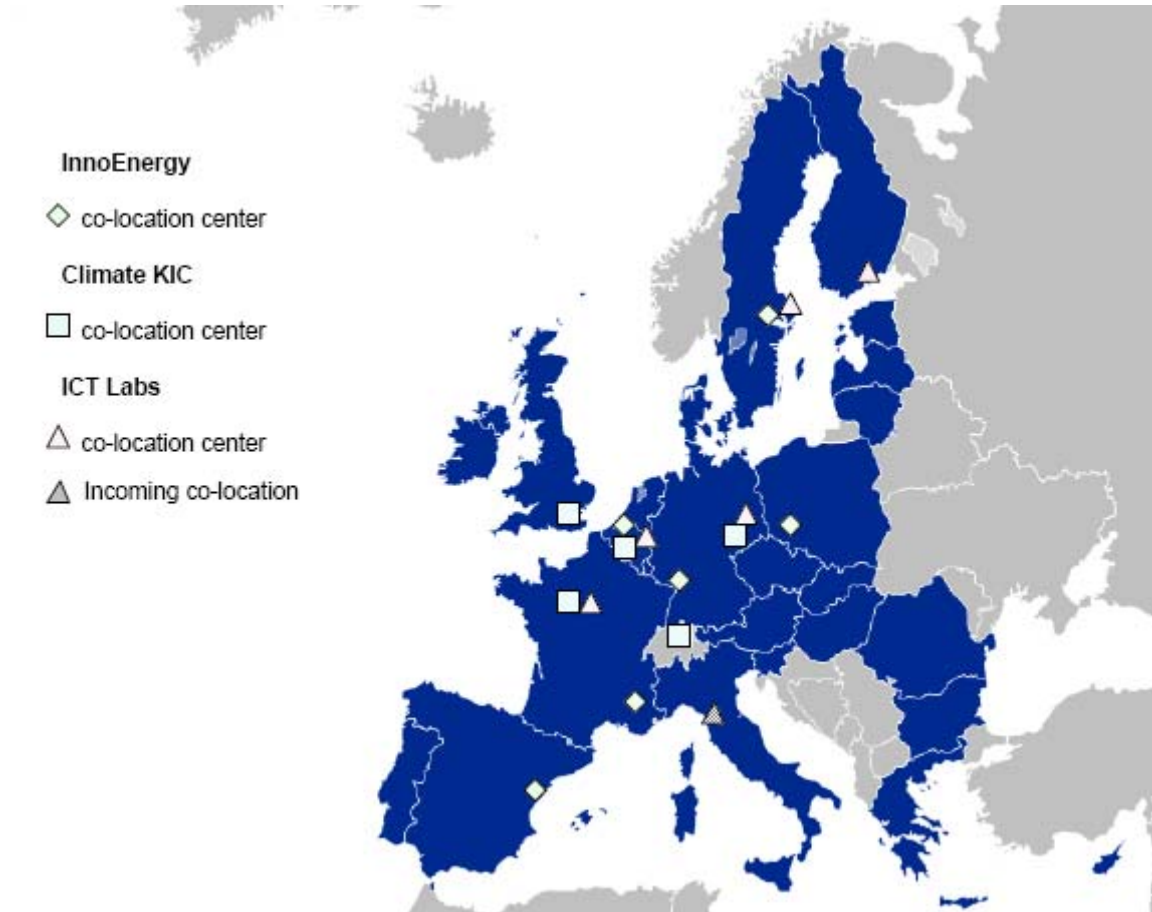 InnoEnergy
co-location center
Climate KIC
co-location center
ICT Labs
co-location center
Incoming co-location